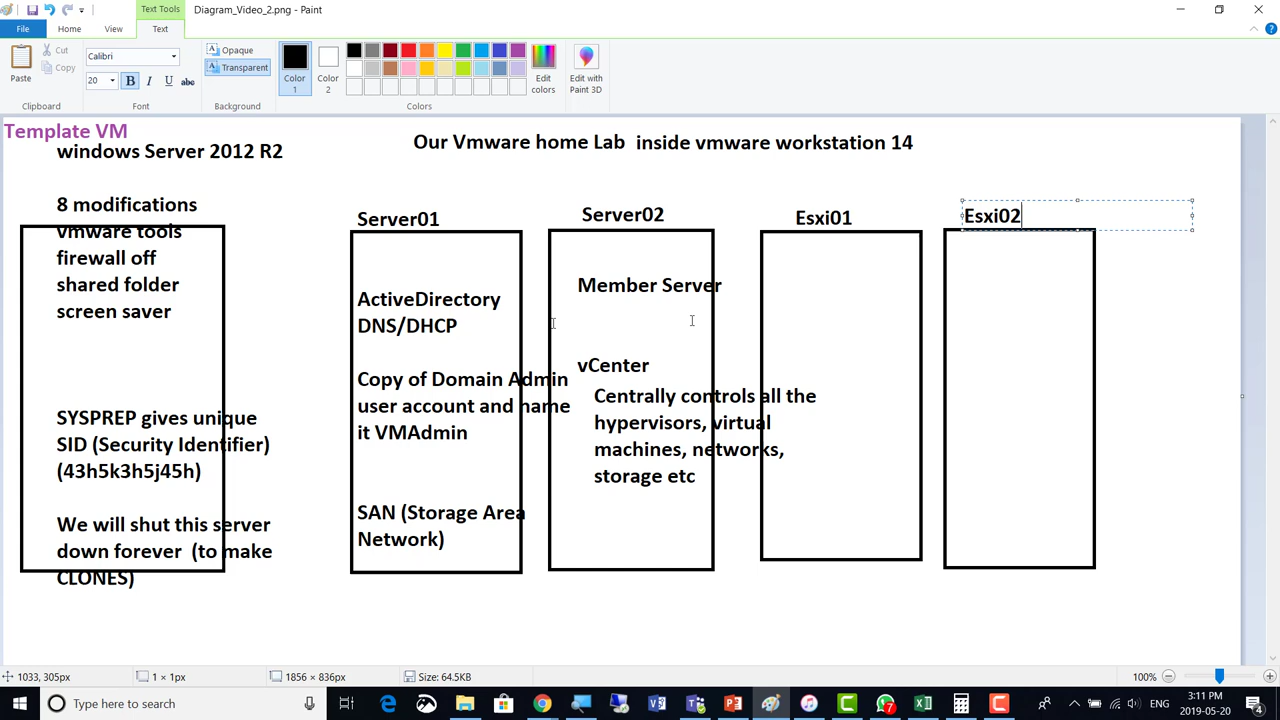 Text Tools
Diagram_Video_2.png - Paint
File
Home
View
Text
Paste
Cut
Copy
Clipboard
Calibri
20
B
I
U
abc
Font
Opaque
Transparent
Background
Color
1
Color
2
Edit
colors
Edit with
Paint 3D
Colors
Template VM
windows Server 2012 R2
8 modifications
vmware tools
firewall off
shared folder
screen saver
SYSPREP gives unique
SID (Security Identifier)
(43h5k3h5j45h)
We will shut this server
down forever  (to make
CLONES)
Our Vmware home Lab  inside vmware workstation 14
Server01
ActiveDirectory
DNS/DHCP
Copy of Domain Admin
user account and name
it VMAdmin
SAN (Storage Area
Network)
Server02
Member Server
vCenter
Centrally controls all the
hypervisors, virtual
machines, networks,
storage etc
Esxi01
Esxi02
1033, 305px
1 × 1px
1856 × 836px
Size: 64.5KB
100%
Type here to search
7
3:11 PM
2019-05-20
4